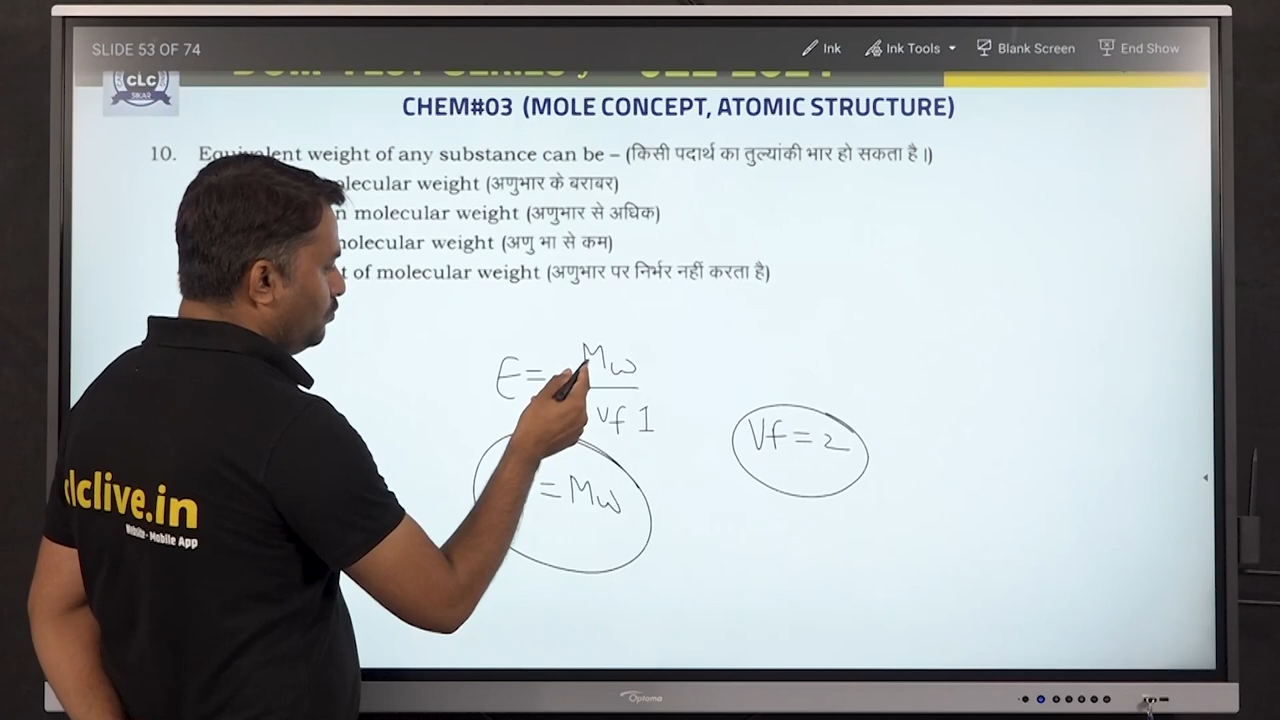 SLIDE 53 OF 74
Ink
Ink Tools
Blank Screen
End Show
CLC
SIKAR
CHEM#03 (MOLE CONCEPT, ATOMIC STRUCTURE)
10. Equivalent weight of any substance can be – (किसी पदार्थ का तुल्यांकी भार हो सकता है।)
molecular weight (अणुभार के बराबर)
molecular weight (अणुभार से अधिक)
molecular weight (अणु भा से कम)
of molecular weight (अणुभार पर निर्भर नहीं करता है)
E = Mw
Vf 1
Vf = 2
= Mw
clclive.in
Website - Mobile App
Optoma